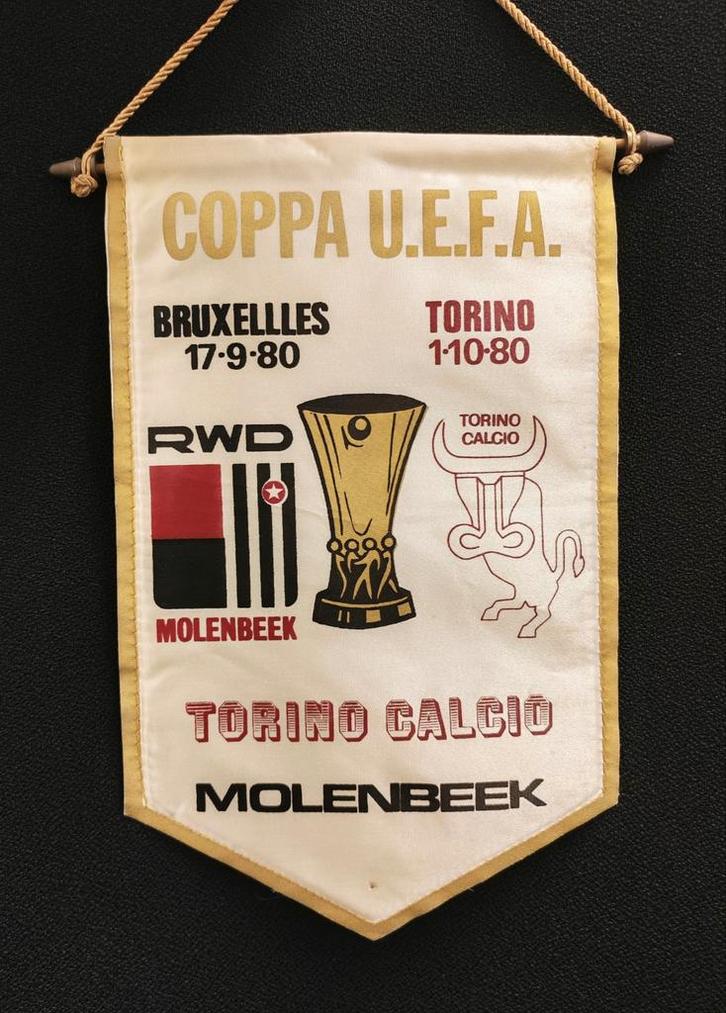 COPPA U.E.F.A.
BRUXELLLES
17·9·80
TORINO
1·10·80
RWD
MOLENBEEK
TORINO
CALCIO
TORINO CALCIO
MOLENBEEK